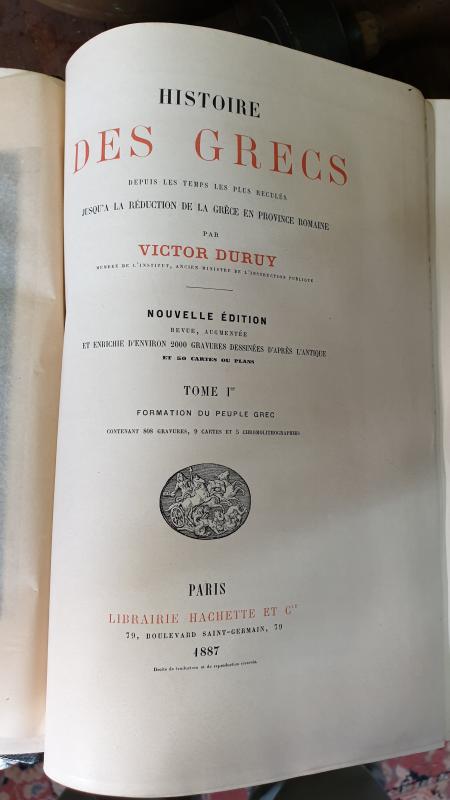 HISTOIRE
DES GRECS
DEPUIS LES TEMPS LES PLUS RECULÉS
JUSQU'A LA RÉDUCTION DE LA GRÈCE EN PROVINCE ROMAINE
PAR
VICTOR DURUY
MEMBRE DE L'INSTITUT, ANCIEN MINISTRE DE L'INSTRUCTION PUBLIQUE
NOUVELLE ÉDITION
REVUE, AUGMENTÉE
ET ENRICHIE D'ENVIRON 2000 GRAVURES DESSINÉES D'APRÈS L'ANTIQUE
ET 50 CARTES OU PLANS
TOME Ier
FORMATION DU PEUPLE GREC
CONTENANT 808 GRAVURES, 9 CARTES ET 5 CHROMOLITHOGRAPHIES
PARIS
LIBRAIRIE HACHETTE ET Cie
79, BOULEVARD SAINT-GERMAIN, 79
1887
Droits de traduction et de reproduction réservés.